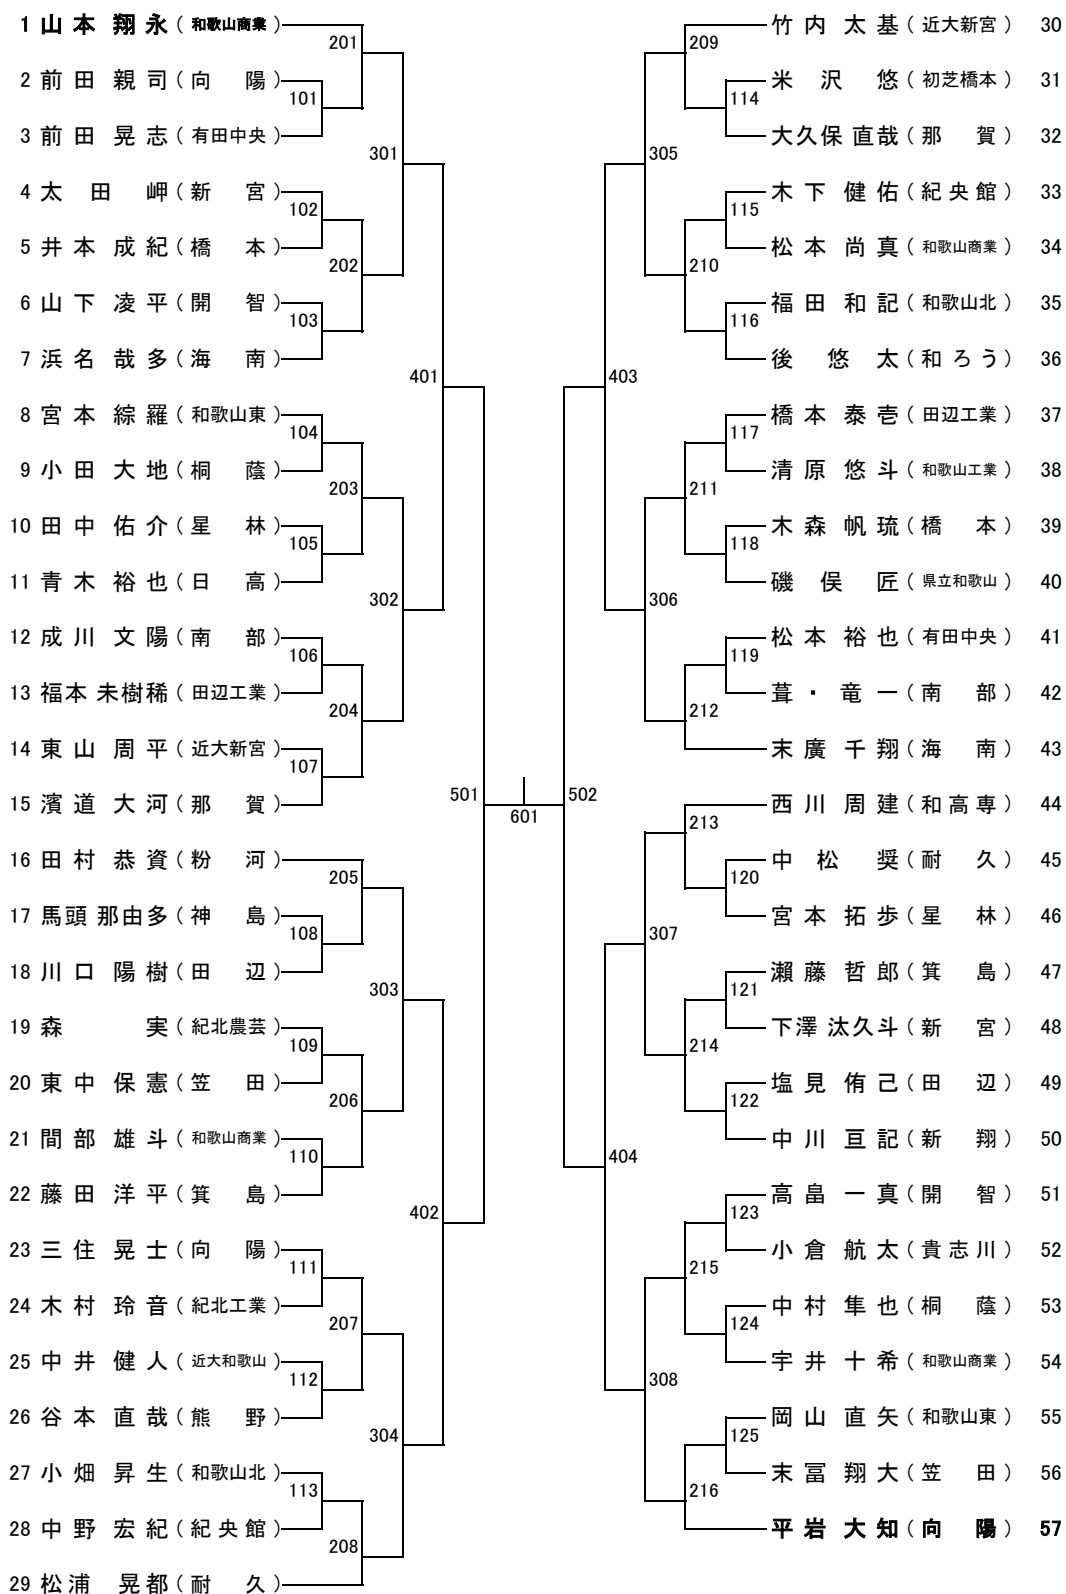 1 山本 翔永 (和歌山商業)
2 前田 親司 (向 陽)
3 前田 晃志 (有田中央)
4 太田 岬 (新 宮)
5 井本 成紀 (橋 本)
6 山下 凌平 (開 智)
7 浜名 哉多 (海 南)
8 宮本 綜羅 (和歌山東)
9 小田 大地 (桐 蔭)
10 田中 佑介 (星 林)
11 青木 裕也 (日 高)
12 成川 文陽 (南 部)
13 福本 未樹稀 (田辺工業)
14 東山 周平 (近大新宮)
15 濱道 大河 (那 賀)
16 田村 恭資 (粉 河)
17 馬頭 那由多 (神 島)
18 川口 陽樹 (田 辺)
19 森 実 (紀北農芸)
20 東中 保憲 (笠 田)
21 間部 雄斗 (和歌山商業)
22 藤田 洋平 (箕 島)
23 三住 晃士 (向 陽)
24 木村 玲音 (紀北工業)
25 中井 健人 (近大和歌山)
26 谷本 直哉 (熊 野)
27 小畑 昇生 (和歌山北)
28 中野 宏紀 (紀央館)
29 松浦 晃都 (耐 久)
201
101
301
102
202
103
401
104
203
105
302
106
204
107
501
205
108
303
109
206
110
402
111
207
112
304
113
208
601
竹内 太基 (近大新宮) 30
米沢 悠 (初芝橋本) 31
大久保 直哉 (那 賀) 32
木下 健佑 (紀央館) 33
松本 尚真 (和歌山商業) 34
福田 和記 (和歌山北) 35
後 悠太 (和ろう) 36
橋本 泰壱 (田辺工業) 37
清原 悠斗 (和歌山工業) 38
木森 帆琉 (橋 本) 39
磯俣 匠 (県立和歌山) 40
松本 裕也 (有田中央) 41
葺・竜一 (南 部) 42
末廣 千翔 (海 南) 43
西川 周建 (和高専) 44
中松 奨 (耐 久) 45
宮本 拓歩 (星 林) 46
瀬藤 哲郎 (箕 島) 47
下澤 汰久斗 (新 宮) 48
塩見 侑己 (田 辺) 49
中川 亘記 (新 翔) 50
高畠 一真 (開 智) 51
小倉 航太 (貴志川) 52
中村 隼也 (桐 蔭) 53
宇井 十希 (和歌山商業) 54
岡山 直矢 (和歌山東) 55
末冨 翔大 (笠 田) 56
平岩 大知 (向 陽) 57
209
114
305
115
210
116
403
117
211
118
306
119
212
502
213
120
307
121
214
122
404
123
215
124
308
125
216